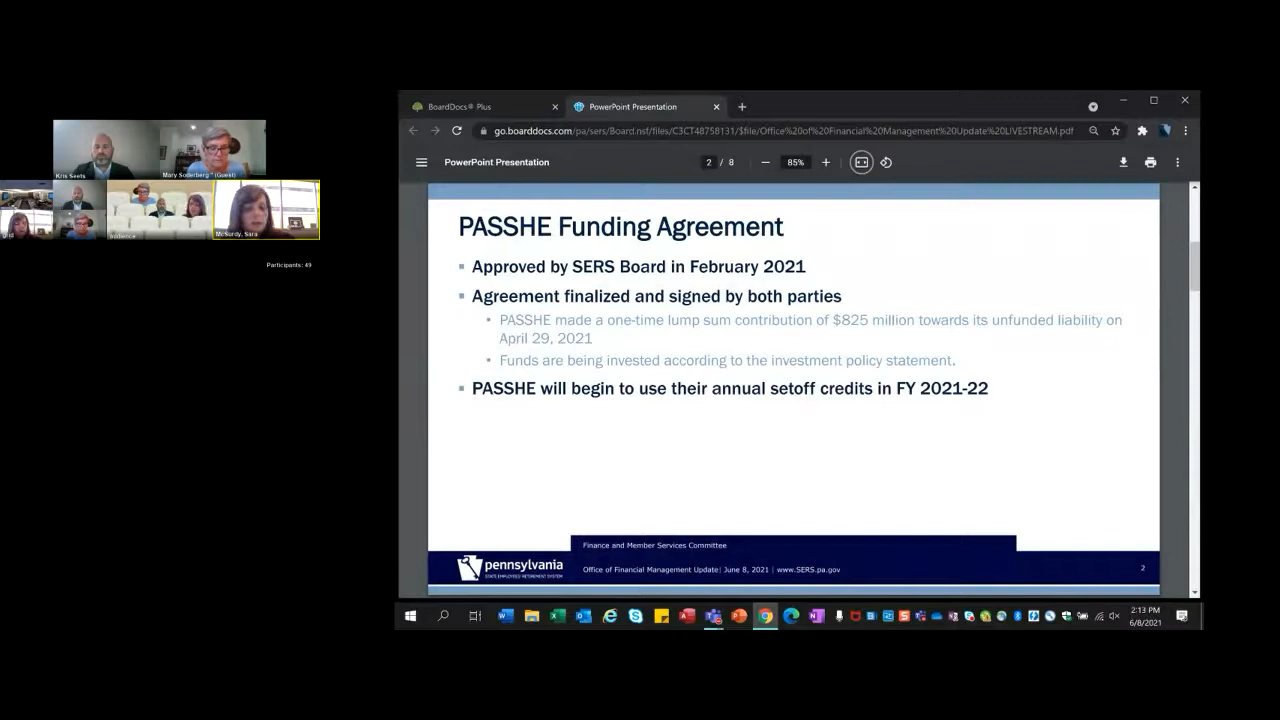 Kris Seets
Mary Soderberg " (Guest)
audience
McSurdy, Sara
Participants: 49
BoardDocs® Plus
PowerPoint Presentation
go.boarddocs.com/pa/sers/Board.nsf/files/C3CT48758131/$file/Office%20of%20Financial%20Management%20Update%20LIVESTREAM.pdf
PowerPoint Presentation
2 / 8
85%
PASSHE Funding Agreement
Approved by SERS Board in February 2021
Agreement finalized and signed by both parties
PASSHE made a one-time lump sum contribution of $825 million towards its unfunded liability on
April 29, 2021
Funds are being invested according to the investment policy statement.
PASSHE will begin to use their annual setoff credits in FY 2021-22
Finance and Member Services Committee
pennsylvania
STATE EMPLOYEES' RETIREMENT SYSTEM
Office of Financial Management Update| June 8, 2021 | www.SERS.pa.gov
2
2:13 PM
6/8/2021